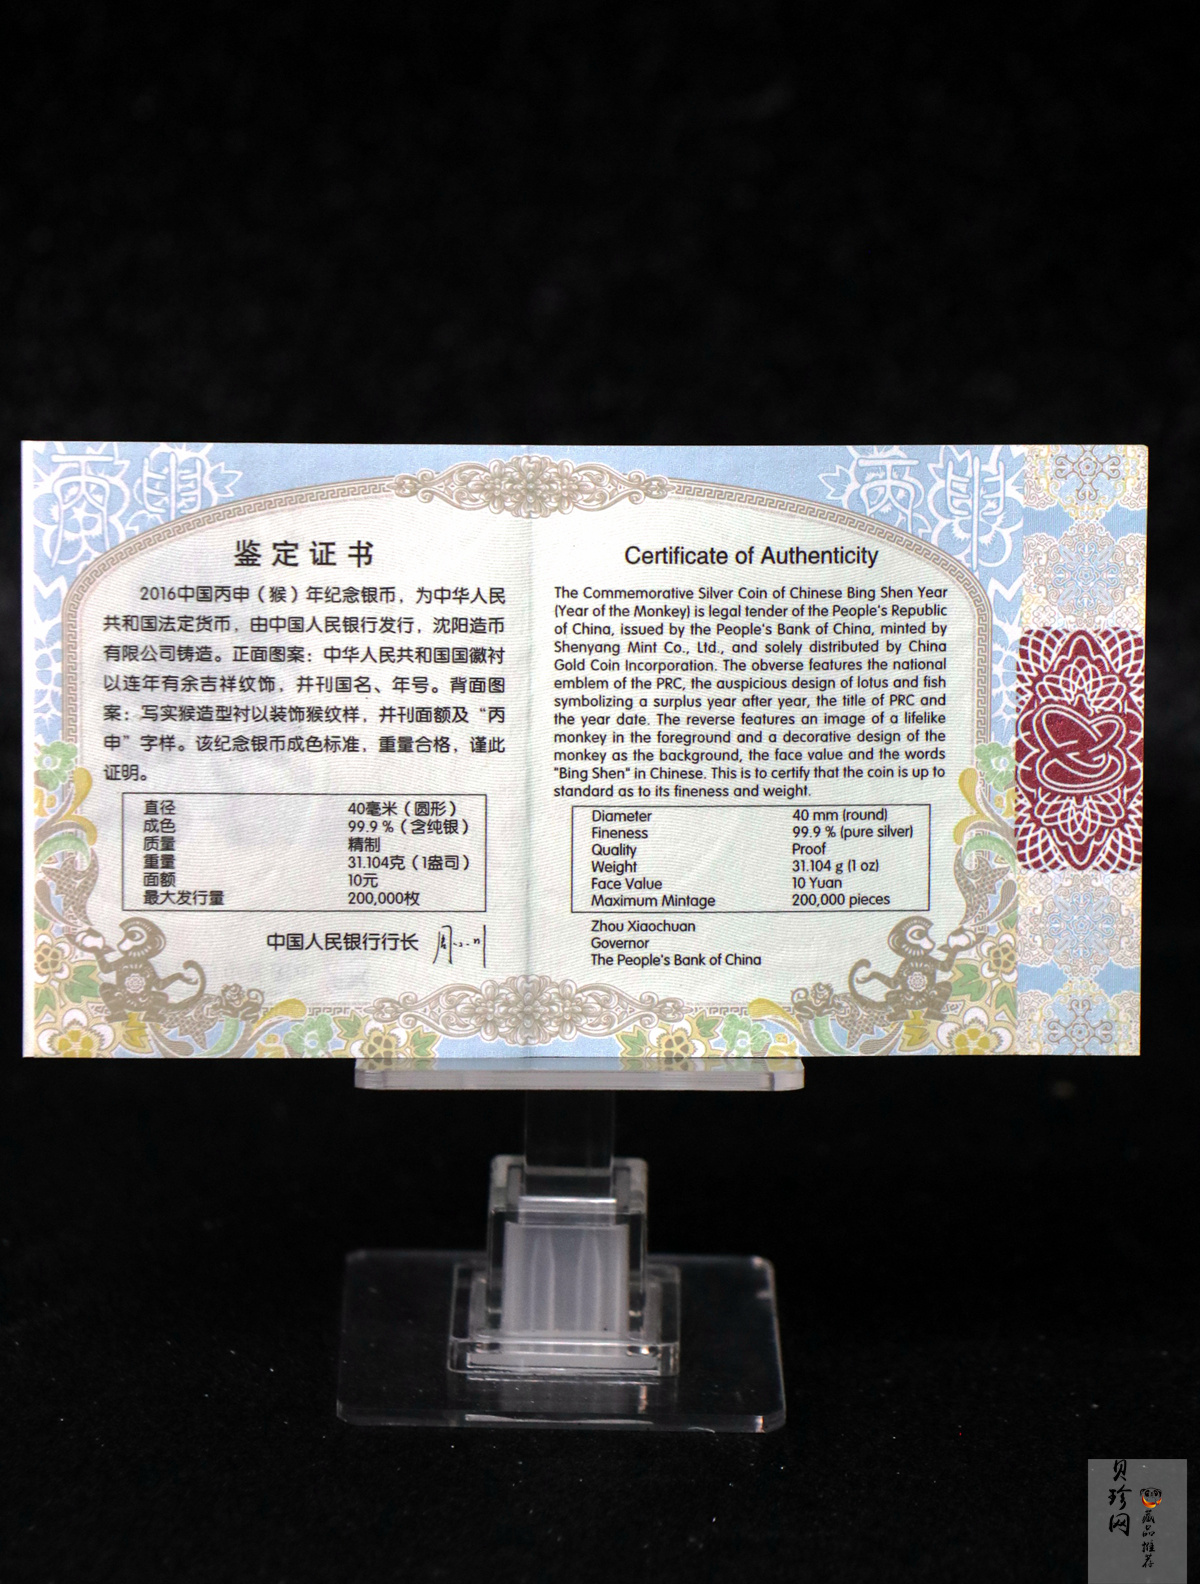 鉴定证书
2016中国丙申（猴）年纪念银币，为中华人民
共和国法定货币，由中国人民银行发行，沈阳造币
有限公司铸造。正面图案：中华人民共和国国徽衬
以连年有余吉祥纹饰，并刊国名、年号。背面图
案：写实猴造型衬以装饰猴纹样，并刊面额及“丙
申”字样。该纪念银币成色标准，重量合格，谨此
证明。
直径 40毫米（圆形）
成色 99.9 %（含纯银）
质量 精制
重量 31.104克（1盎司）
面额 10元
最大发行量 200,000枚
中国人民银行行长
Certificate of Authenticity
The Commemorative Silver Coin of Chinese Bing Shen Year
(Year of the Monkey) is legal tender of the People's Republic
of China, issued by the People's Bank of China, minted by
Shenyang Mint Co., Ltd., and solely distributed by China
Gold Coin Incorporation. The obverse features the national
emblem of the PRC, the auspicious design of lotus and fish
symbolizing a surplus year after year, the title of PRC and
the year date. The reverse features an image of a lifelike
monkey in the foreground and a decorative design of the
monkey as the background, the face value and the words
"Bing Shen" in Chinese. This is to certify that the coin is up to
standard as to its fineness and weight.
Diameter 40 mm (round)
Fineness 99.9 % (pure silver)
Quality Proof
Weight 31.104 g (1 oz)
Face Value 10 Yuan
Maximum Mintage 200,000 pieces
Zhou Xiaochuan
Governor
The People's Bank of China
贝珍网
藏品推荐